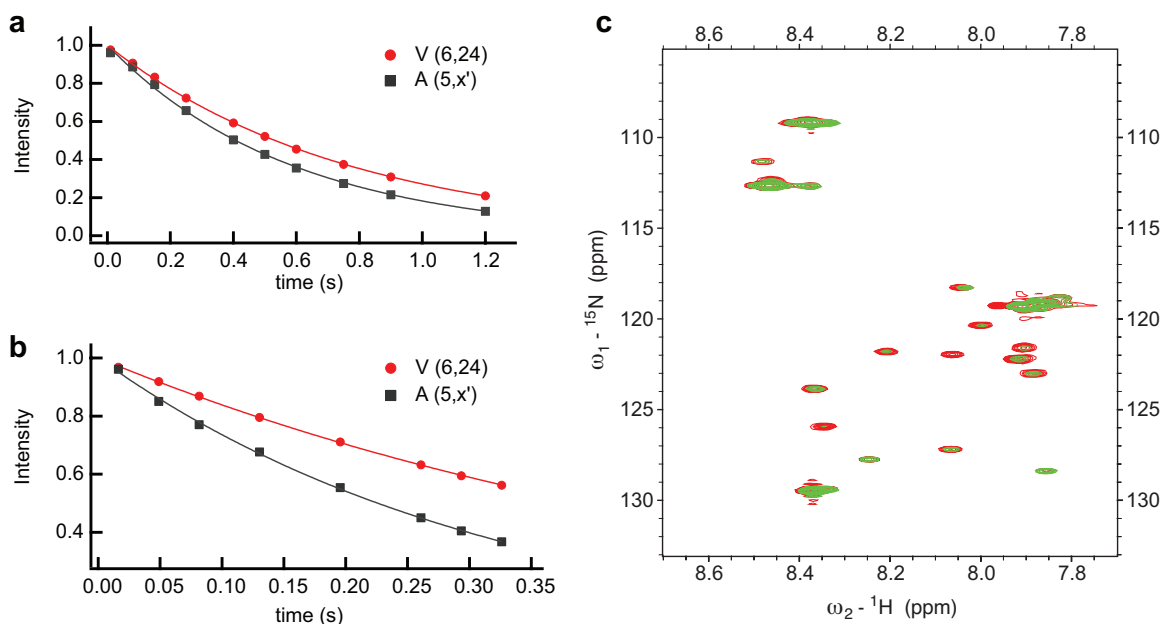 a
1.0
0.8
0.6
0.4
0.2
0.0
Intensity
V (6,24)
A (5,x')
0.0 0.2 0.4 0.6 0.8 1.0 1.2
time (s)
b
1.0
0.8
0.6
0.4
Intensity
V (6,24)
A (5,x')
0.00 0.05 0.10 0.15 0.20 0.25 0.30 0.35
time (s)
c
8.6 8.4 8.2 8.0 7.8
110 110
115 115
120 120
125 125
130 130
ω1 - 15N (ppm)
8.6 8.4 8.2 8.0 7.8
ω2 - 1H (ppm)